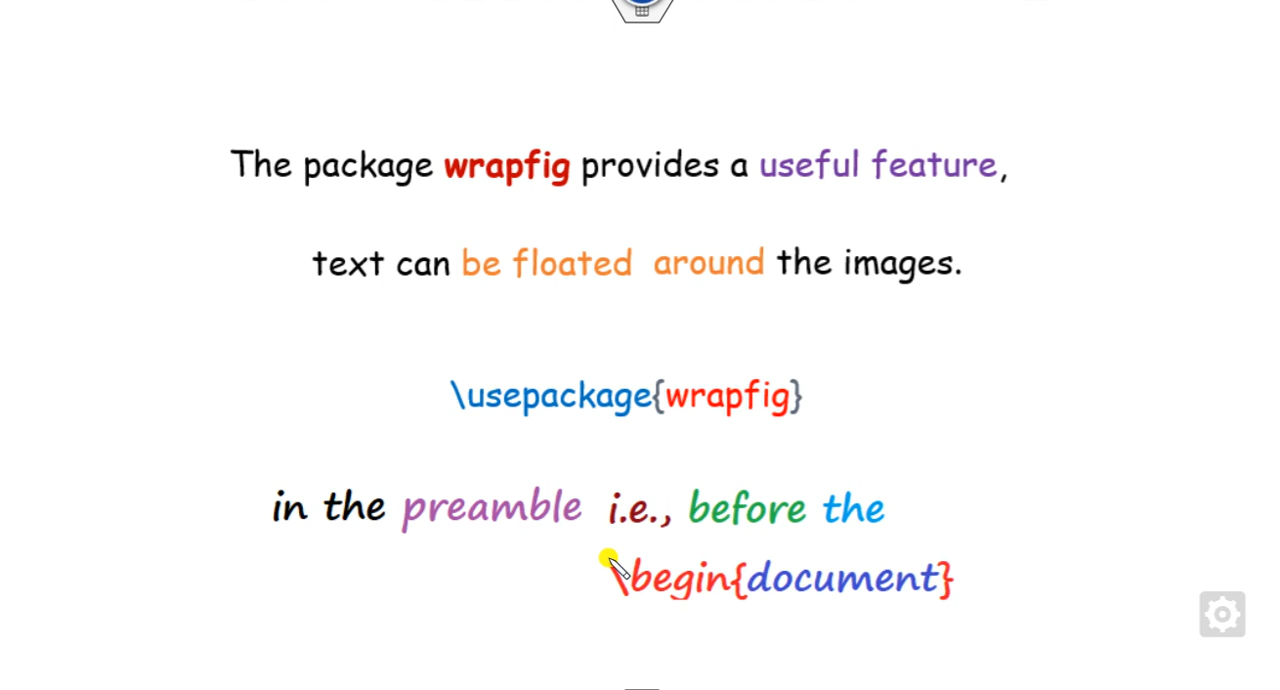 The package wrapfig provides a useful feature,
text can be floated around the images.
\usepackage{wrapfig}
in the preamble i.e., before the
\begin{document}